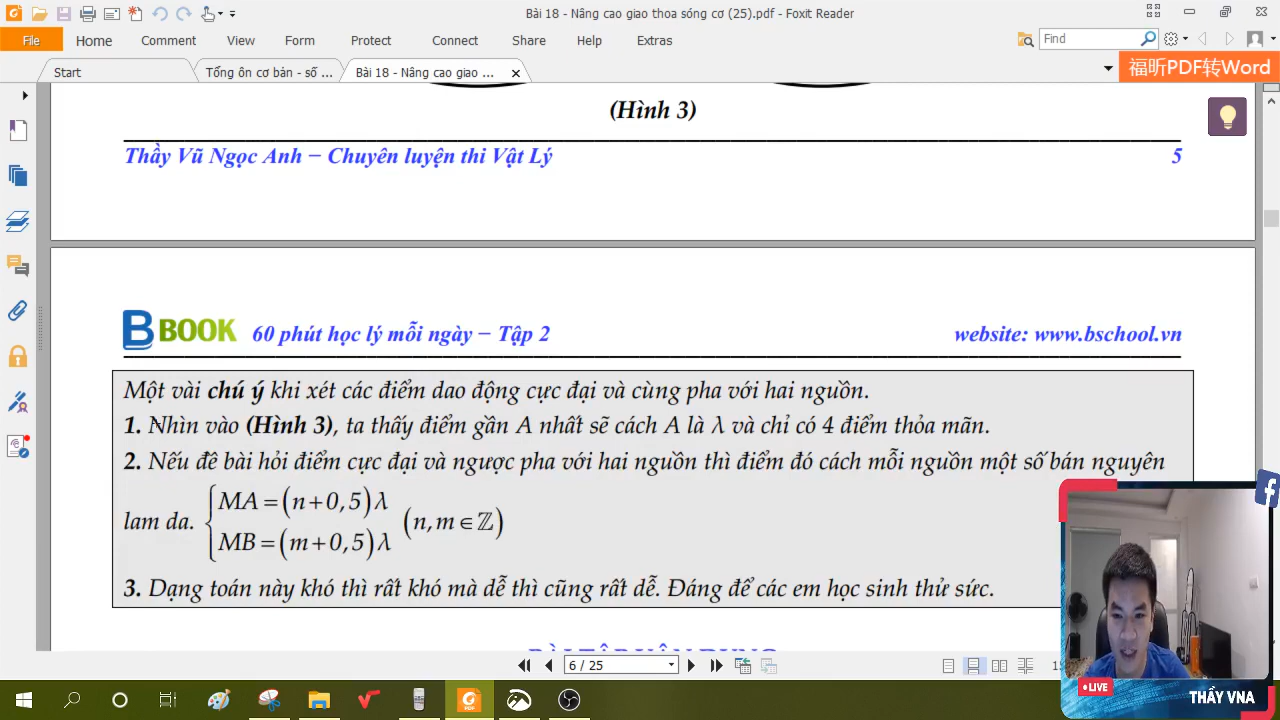 Bài 18 - Nâng cao giao thoa sóng cơ (25).pdf - Foxit Reader
File Home Comment View Form Protect Connect Share Help Extras Find
Start Tổng ôn cơ bản - số ... Bài 18 - Nâng cao giao ... ×
福昕PDF转Word
(Hình 3)
Thầy Vũ Ngọc Anh – Chuyên luyện thi Vật Lý 5
B BOOK 60 phút học lý mỗi ngày – Tập 2 website: www.bschool.vn
Một vài chú ý khi xét các điểm dao động cực đại và cùng pha với hai nguồn.
1. Nhìn vào (Hình 3), ta thấy điểm gần A nhất sẽ cách A là λ và chỉ có 4 điểm thỏa mãn.
2. Nếu đề bài hỏi điểm cực đại và ngược pha với hai nguồn thì điểm đó cách mỗi nguồn một số bán nguyên
lam da. { MA = (n + 0,5) λ
MB = (m + 0,5) λ (n, m ∈ ℤ)
3. Dạng toán này khó thì rất khó mà dễ thì cũng rất dễ. Đáng để các em học sinh thử sức.
BÀI TẬP VẬN DỤNG
6 / 25
LIVE
THẦY VNA